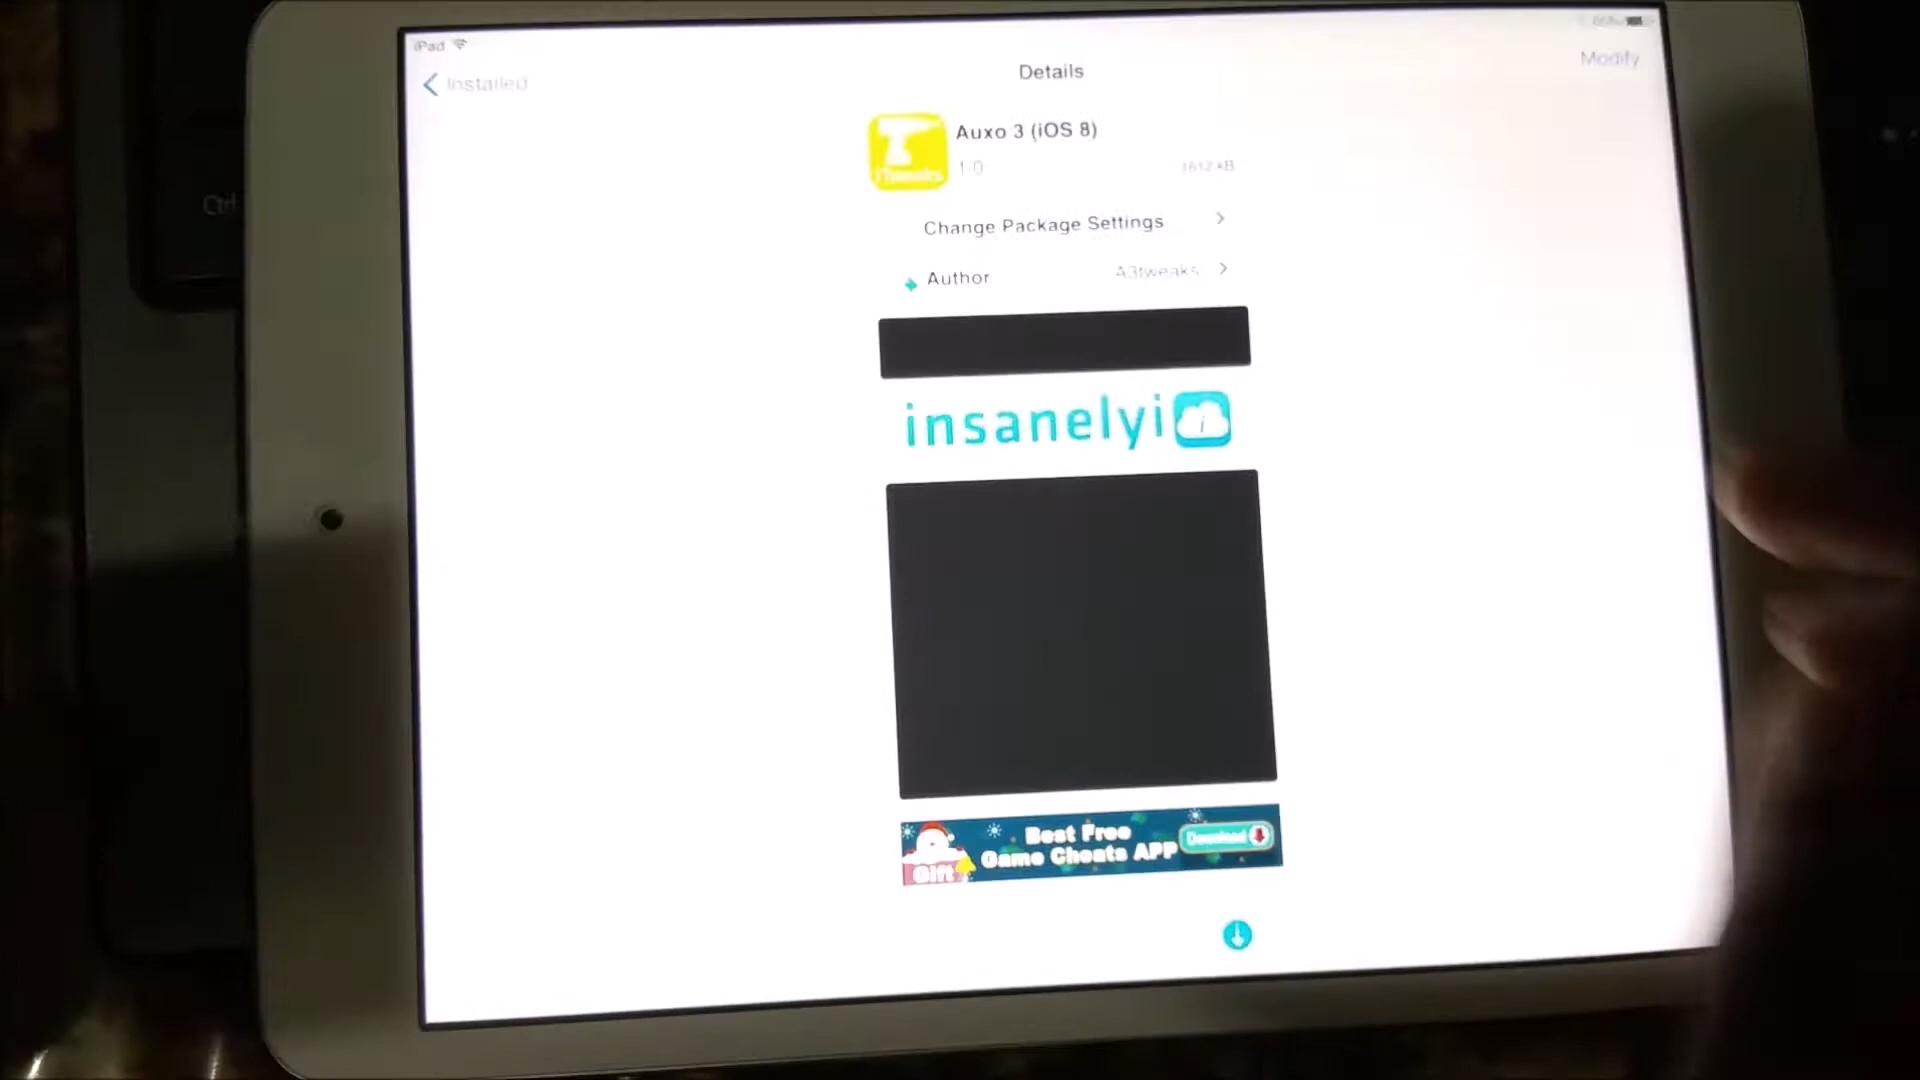 iPad
Installed
Details
Modify
Auxo 3 (iOS 8)
iTweaks
1.0
1612 kB
Change Package Settings
Author
A3tweaks
insanelyi
i
Best Free
Game Cheats APP
Download
Gift
Ctrl